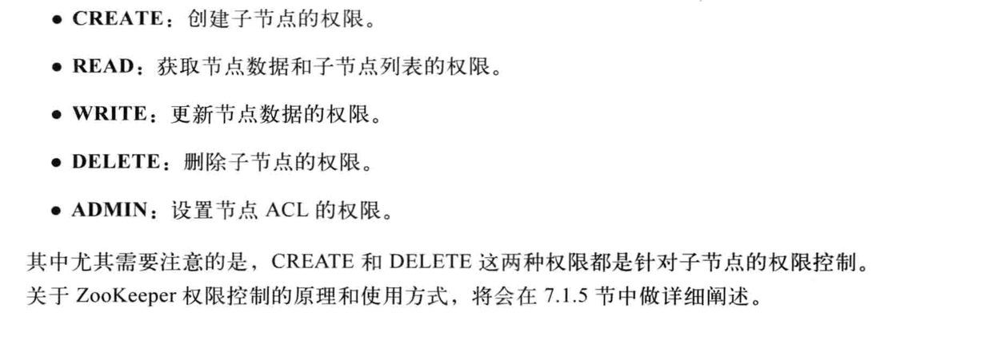 ● CREATE：创建子节点的权限。
● READ：获取节点数据和子节点列表的权限。
● WRITE：更新节点数据的权限。
● DELETE：删除子节点的权限。
● ADMIN：设置节点 ACL 的权限。
其中尤其需要注意的是，CREATE 和 DELETE 这两种权限都是针对子节点的权限控制。
关于 ZooKeeper 权限控制的原理和使用方式，将会在 7.1.5 节中做详细阐述。